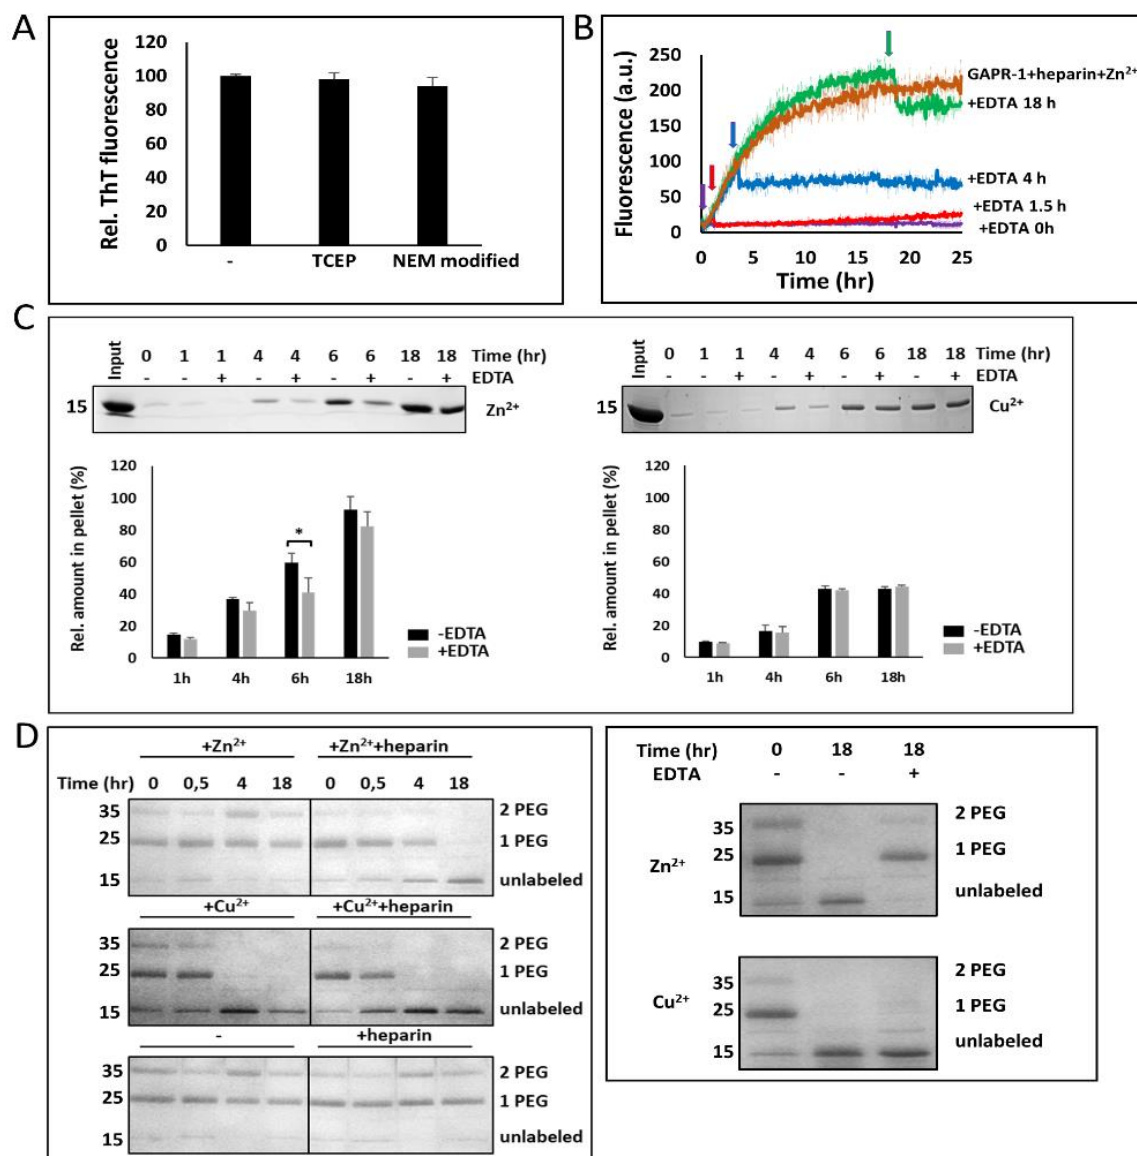 A
Rel. ThT fluorescence
120
100
80
60
40
20
0
- TCEP NEM modified
B
Fluorescence (a.u.)
250
200
150
100
50
0
0 5 10 15 20 25
Time (hr)
GAPR-1+heparin+Zn²⁺
+EDTA 18 h
+EDTA 4 h
+EDTA 1.5 h
+EDTA 0h
C
Input 0 1 1 4 4 6 6 18 18 Time (hr)
- - + - + - + - + EDTA
15 Zn²⁺
Rel. amount in pellet (%)
120
100
80
60
40
20
0
*
1h 4h 6h 18h
-EDTA
+EDTA
Input 0 1 1 4 4 6 6 18 18 Time (hr)
- - + - + - + - + EDTA
15 Cu²⁺
Rel. amount in pellet (%)
120
100
80
60
40
20
0
1h 4h 6h 18h
-EDTA
+EDTA
D
+Zn²⁺ +Zn²⁺+heparin
Time (hr) 0 0,5 4 18 0 0,5 4 18
35 2 PEG
25 1 PEG
15 unlabeled
+Cu²⁺ +Cu²⁺+heparin
35 2 PEG
25 1 PEG
15 unlabeled
- +heparin
35 2 PEG
25 1 PEG
15 unlabeled
Time (hr) 0 18 18
EDTA - - +
Zn²⁺
35 2 PEG
25 1 PEG
15 unlabeled
Cu²⁺
35 2 PEG
25 1 PEG
15 unlabeled